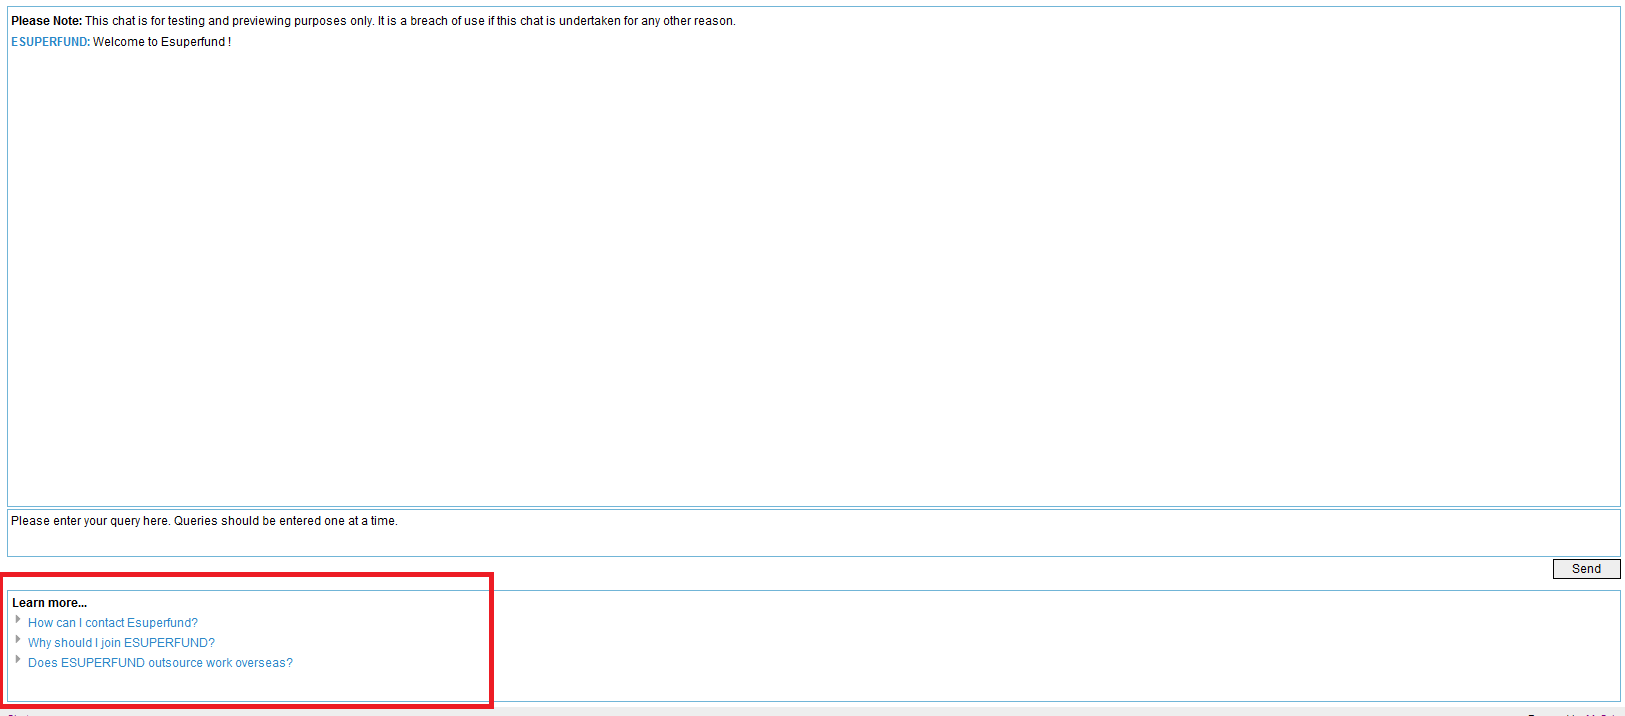 Please Note: This chat is for testing and previewing purposes only. It is a breach of use if this chat is undertaken for any other reason.
ESUPERFUND: Welcome to Esuperfund !
Please enter your query here. Queries should be entered one at a time.
Send
Learn more...
How can I contact Esuperfund?
Why should I join ESUPERFUND?
Does ESUPERFUND outsource work overseas?